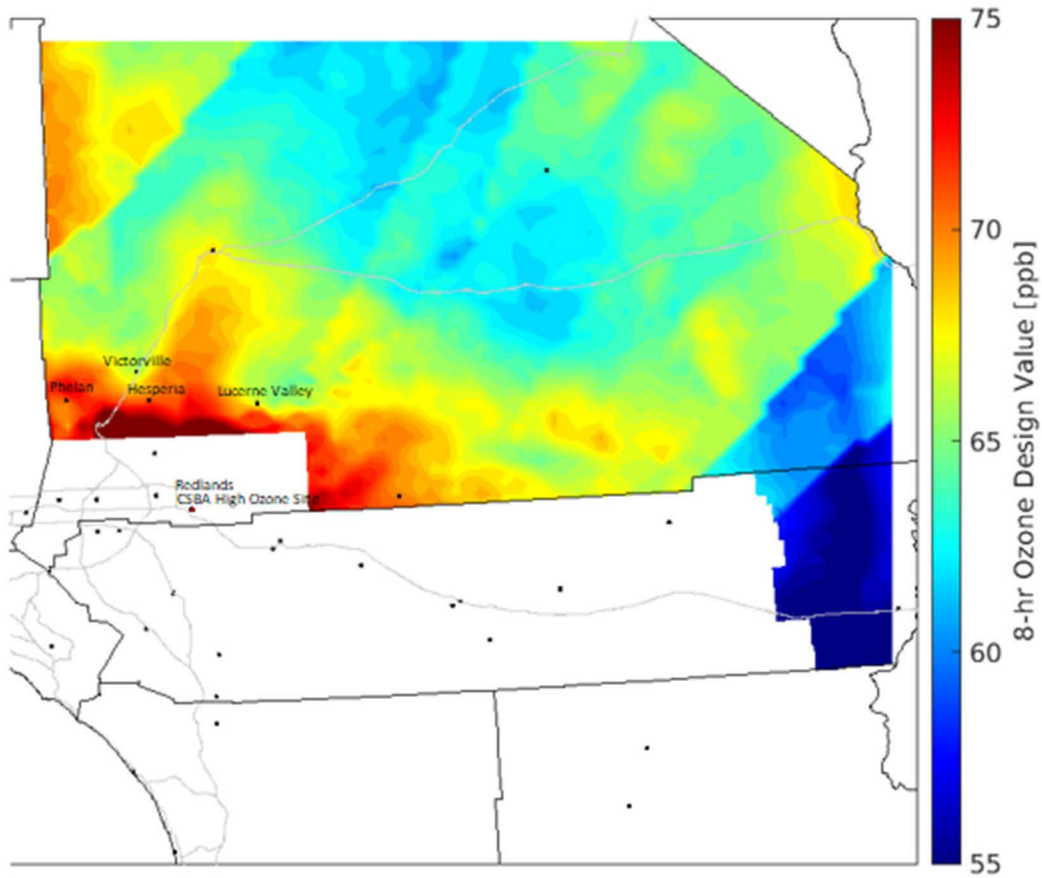 75
70
65
60
55
8-hr Ozone Design Value [ppb]
Victorville
Phelan
Hesperia
Lucerne Valley
Redlands
CSBA High Ozone Site